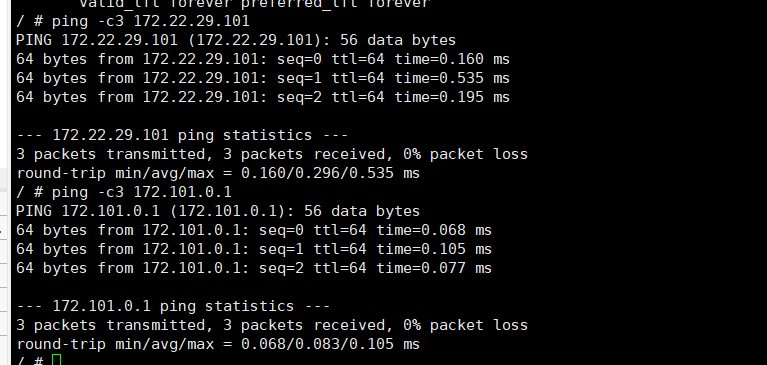 valid_lft forever preferred_lft forever
/ # ping -c3 172.22.29.101
PING 172.22.29.101 (172.22.29.101): 56 data bytes
64 bytes from 172.22.29.101: seq=0 ttl=64 time=0.160 ms
64 bytes from 172.22.29.101: seq=1 ttl=64 time=0.535 ms
64 bytes from 172.22.29.101: seq=2 ttl=64 time=0.195 ms

--- 172.22.29.101 ping statistics ---
3 packets transmitted, 3 packets received, 0% packet loss
round-trip min/avg/max = 0.160/0.296/0.535 ms
/ # ping -c3 172.101.0.1
PING 172.101.0.1 (172.101.0.1): 56 data bytes
64 bytes from 172.101.0.1: seq=0 ttl=64 time=0.068 ms
64 bytes from 172.101.0.1: seq=1 ttl=64 time=0.105 ms
64 bytes from 172.101.0.1: seq=2 ttl=64 time=0.077 ms

--- 172.101.0.1 ping statistics ---
3 packets transmitted, 3 packets received, 0% packet loss
round-trip min/avg/max = 0.068/0.083/0.105 ms
/ #